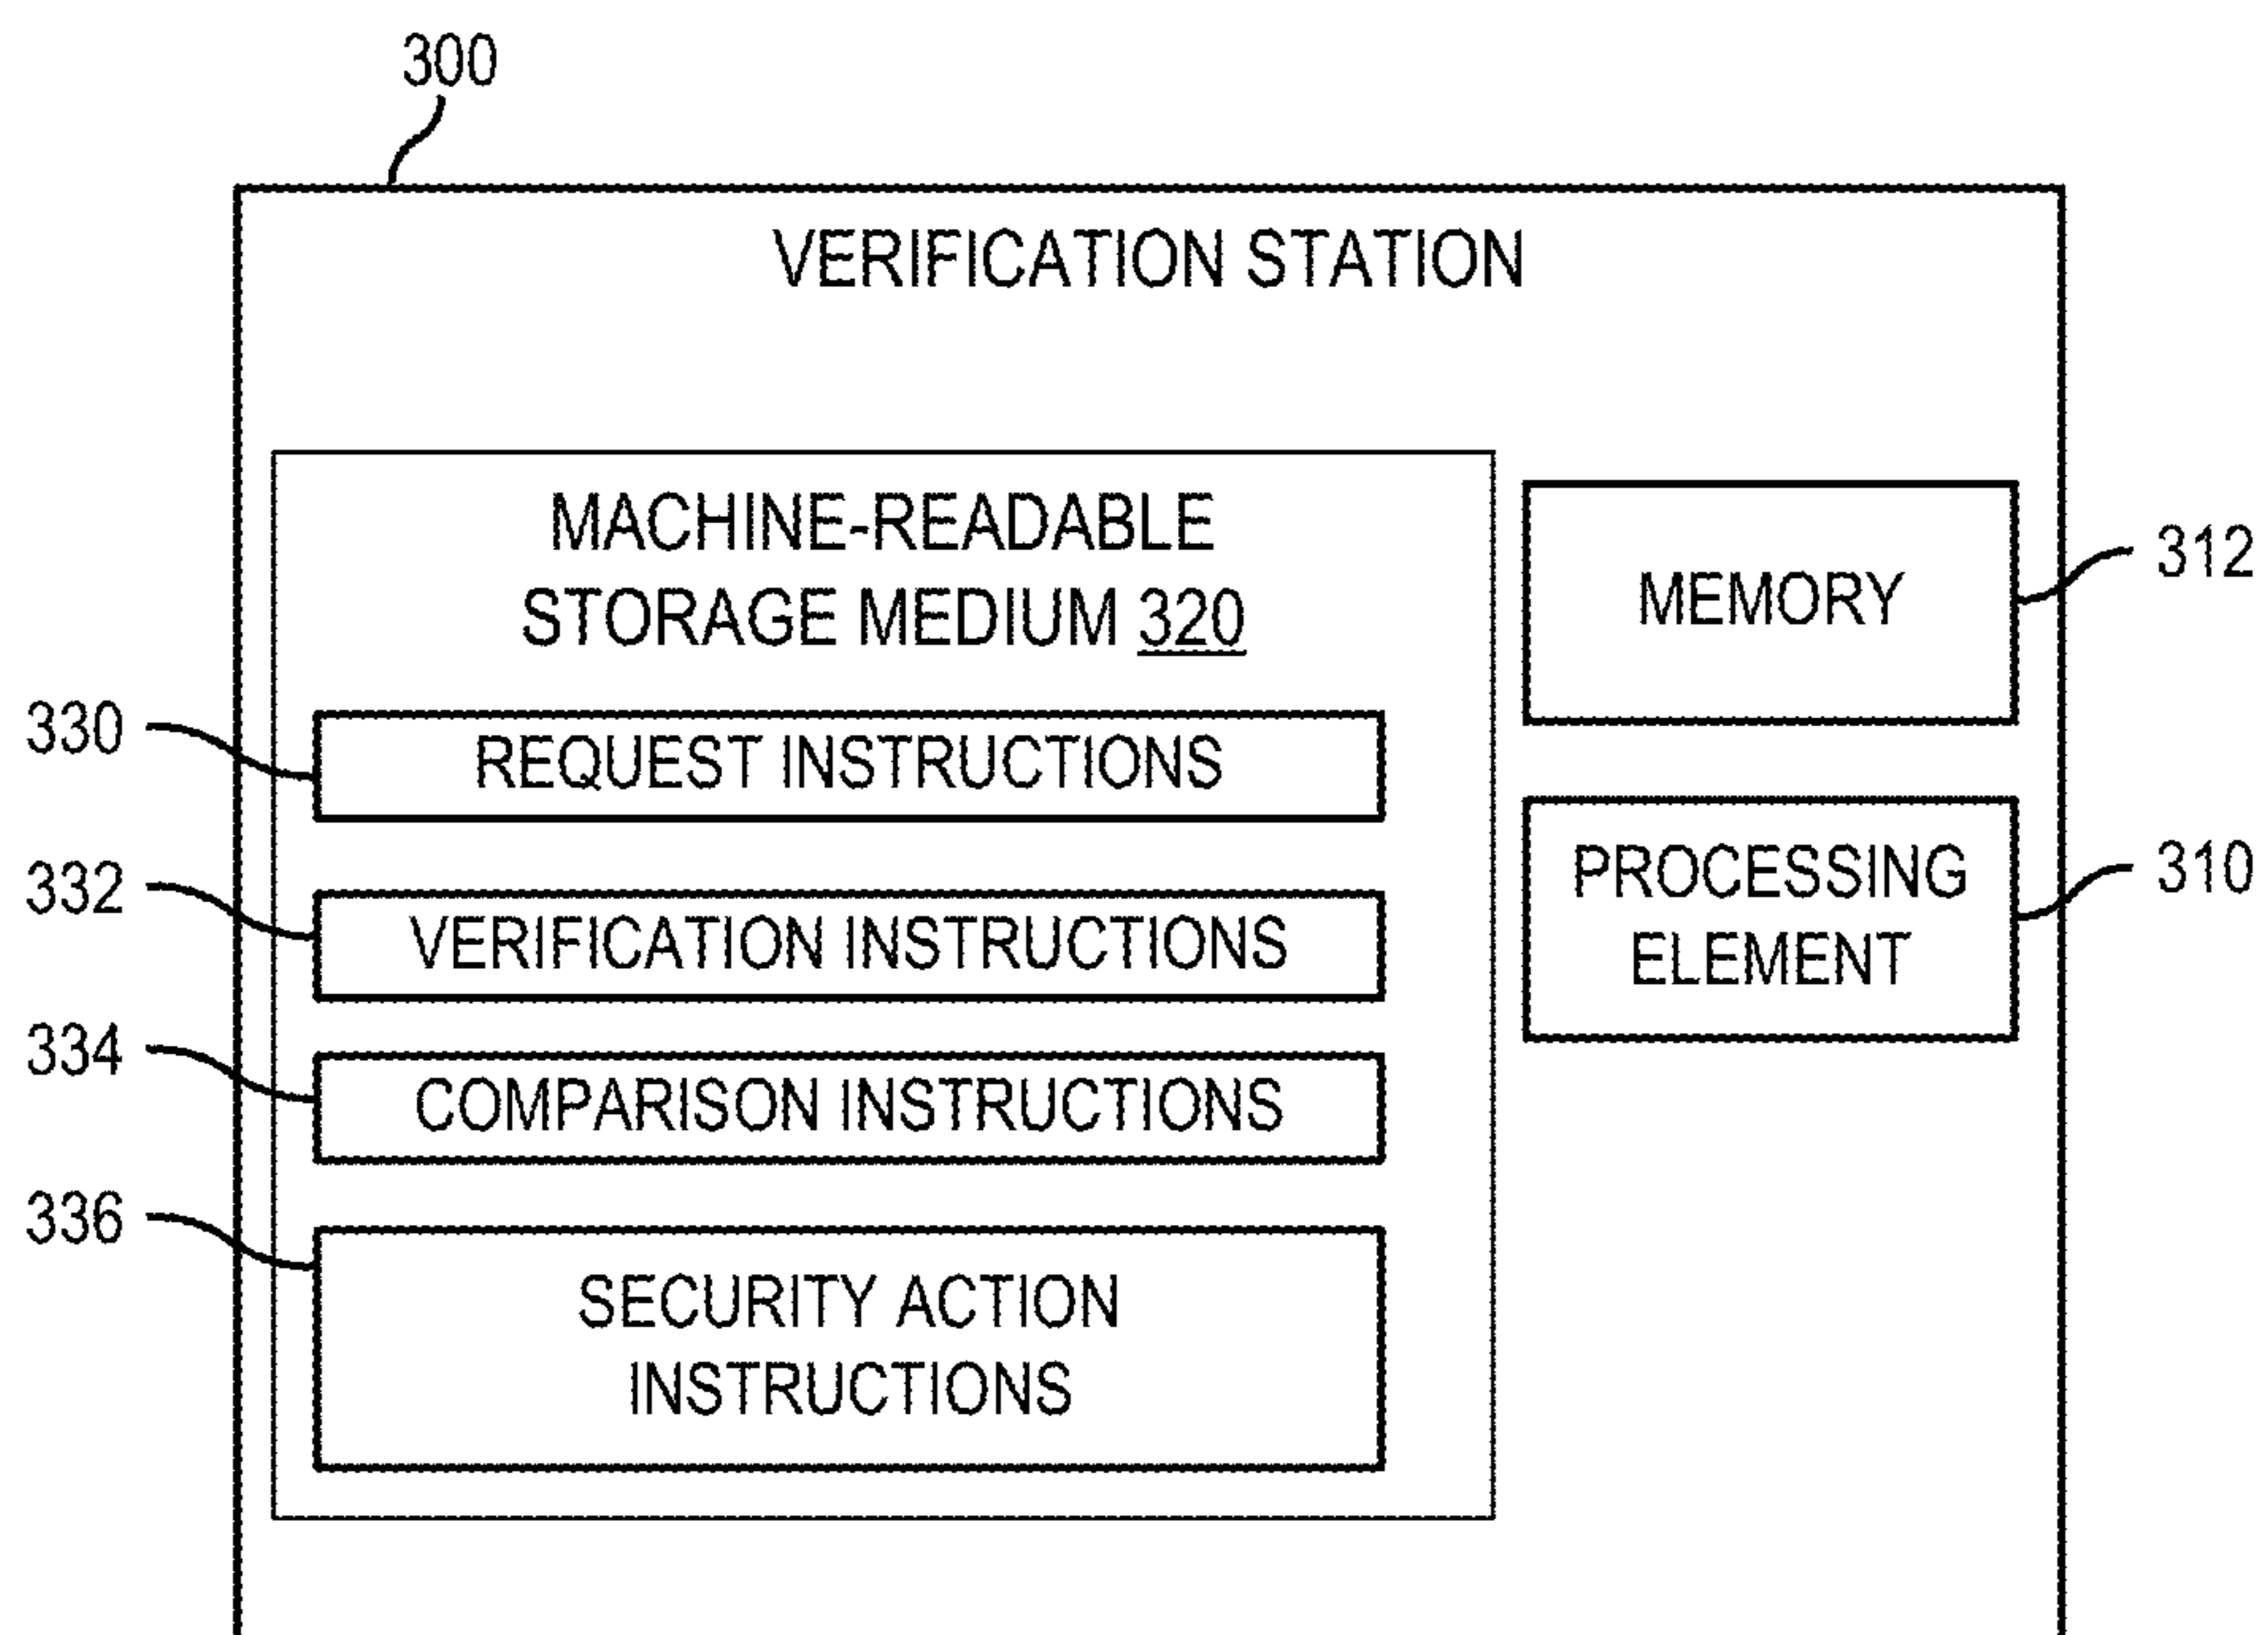 300
VERIFICATION STATION
MACHINE-READABLE
STORAGE MEDIUM 320
330
REQUEST INSTRUCTIONS
332
VERIFICATION INSTRUCTIONS
334
COMPARISON INSTRUCTIONS
336
SECURITY ACTION
INSTRUCTIONS
MEMORY
312
PROCESSING
ELEMENT
310